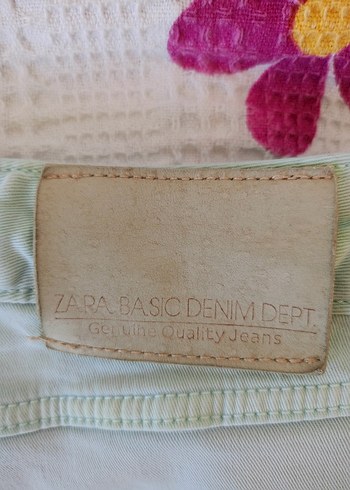 ZARA BASIC DENIM DEPT.
Genuine Quality Jeans